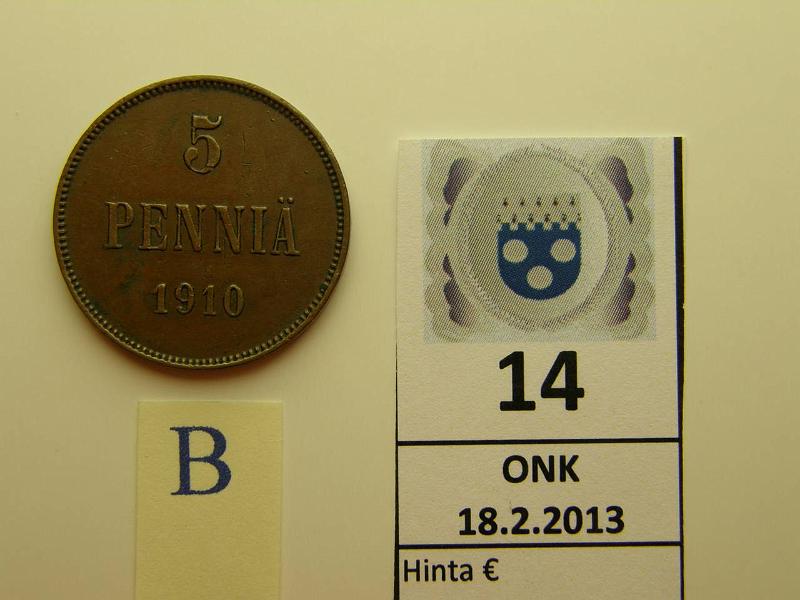 5
PENNIÄ
1910
B
14
ONK
18.2.2013
Hinta €